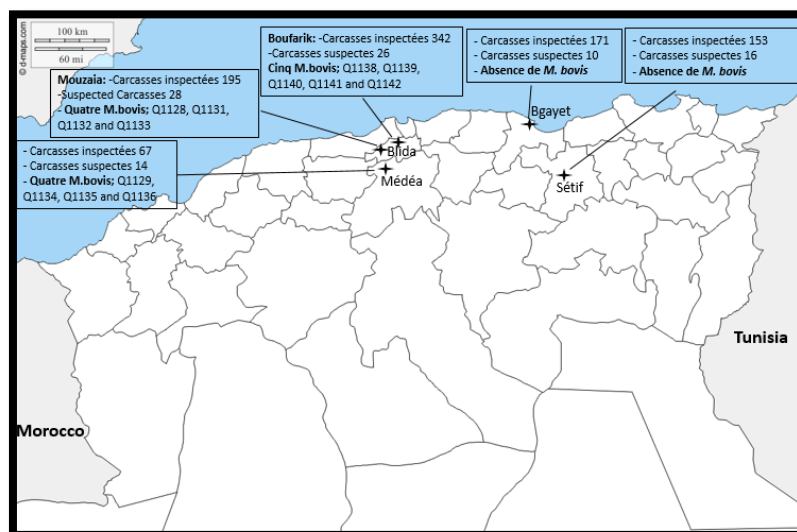 100 km
60 mi
© d-maps.com
Boufarik: -Carcasses inspectées 342
-Carcasses suspectes 26
Cinq M.bovis; Q1138, Q1139,
Q1140, Q1141 and Q1142
- Carcasses inspectées 171
- Carcasses suspectes 10
- Absence de M. bovis
- Carcasses inspectées 153
- Carcasses suspectes 16
- Absence de M. bovis
Mouzaia: -Carcasses inspectées 195
-Suspected Carcasses 28
- Quatre M.bovis; Q1128, Q1131,
Q1132 and Q1133
- Carcasses inspectées 67
- Carcasses suspectes 14
- Quatre M.bovis; Q1129,
Q1134, Q1135 and Q1136
Bgayet
Blida
Médéa
Sétif
Tunisia
Morocco